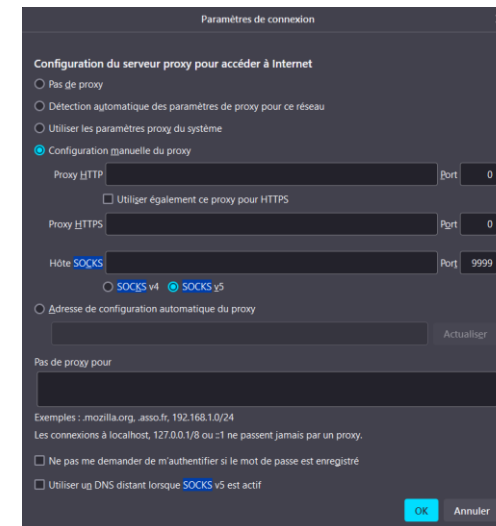 Paramètres de connexion
Configuration du serveur proxy pour accéder à Internet
Pas de proxy
Détection automatique des paramètres de proxy pour ce réseau
Utiliser les paramètres proxy du système
Configuration manuelle du proxy
Proxy HTTP Port 0
Utiliser également ce proxy pour HTTPS
Proxy HTTPS Port 0
Hôte SOCKS Port 9999
SOCKS v4 SOCKS v5
Adresse de configuration automatique du proxy
Actualiser
Pas de proxy pour
Exemples : .mozilla.org, .asso.fr, 192.168.1.0/24
Les connexions à localhost, 127.0.0.1/8 ou ::1 ne passent jamais par un proxy.
Ne pas me demander de m'authentifier si le mot de passe est enregistré
Utiliser un DNS distant lorsque SOCKS v5 est actif
OK Annuler